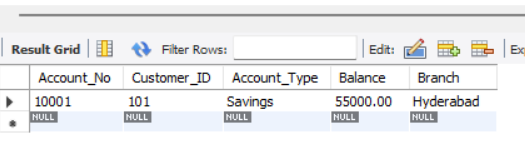 Result Grid Filter Rows: Edit: Exp
Account_No Customer_ID Account_Type Balance Branch
10001 101 Savings 55000.00 Hyderabad
NULL NULL NULL NULL NULL